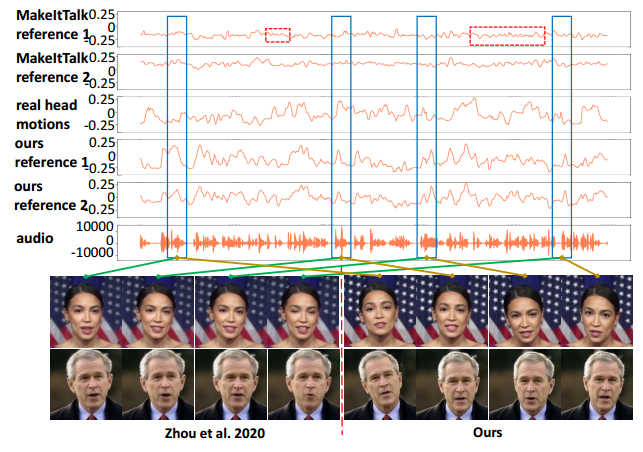 MakeItTalk
reference 1
0.25
0
-0.25
MakeItTalk
reference 2
0.25
0
-0.25
real head
motions
0.25
0
-0.25
ours
reference 1
0.25
0
-0.25
ours
reference 2
0.25
0
-0.25
audio
10000
0
-10000
Zhou et al. 2020
Ours